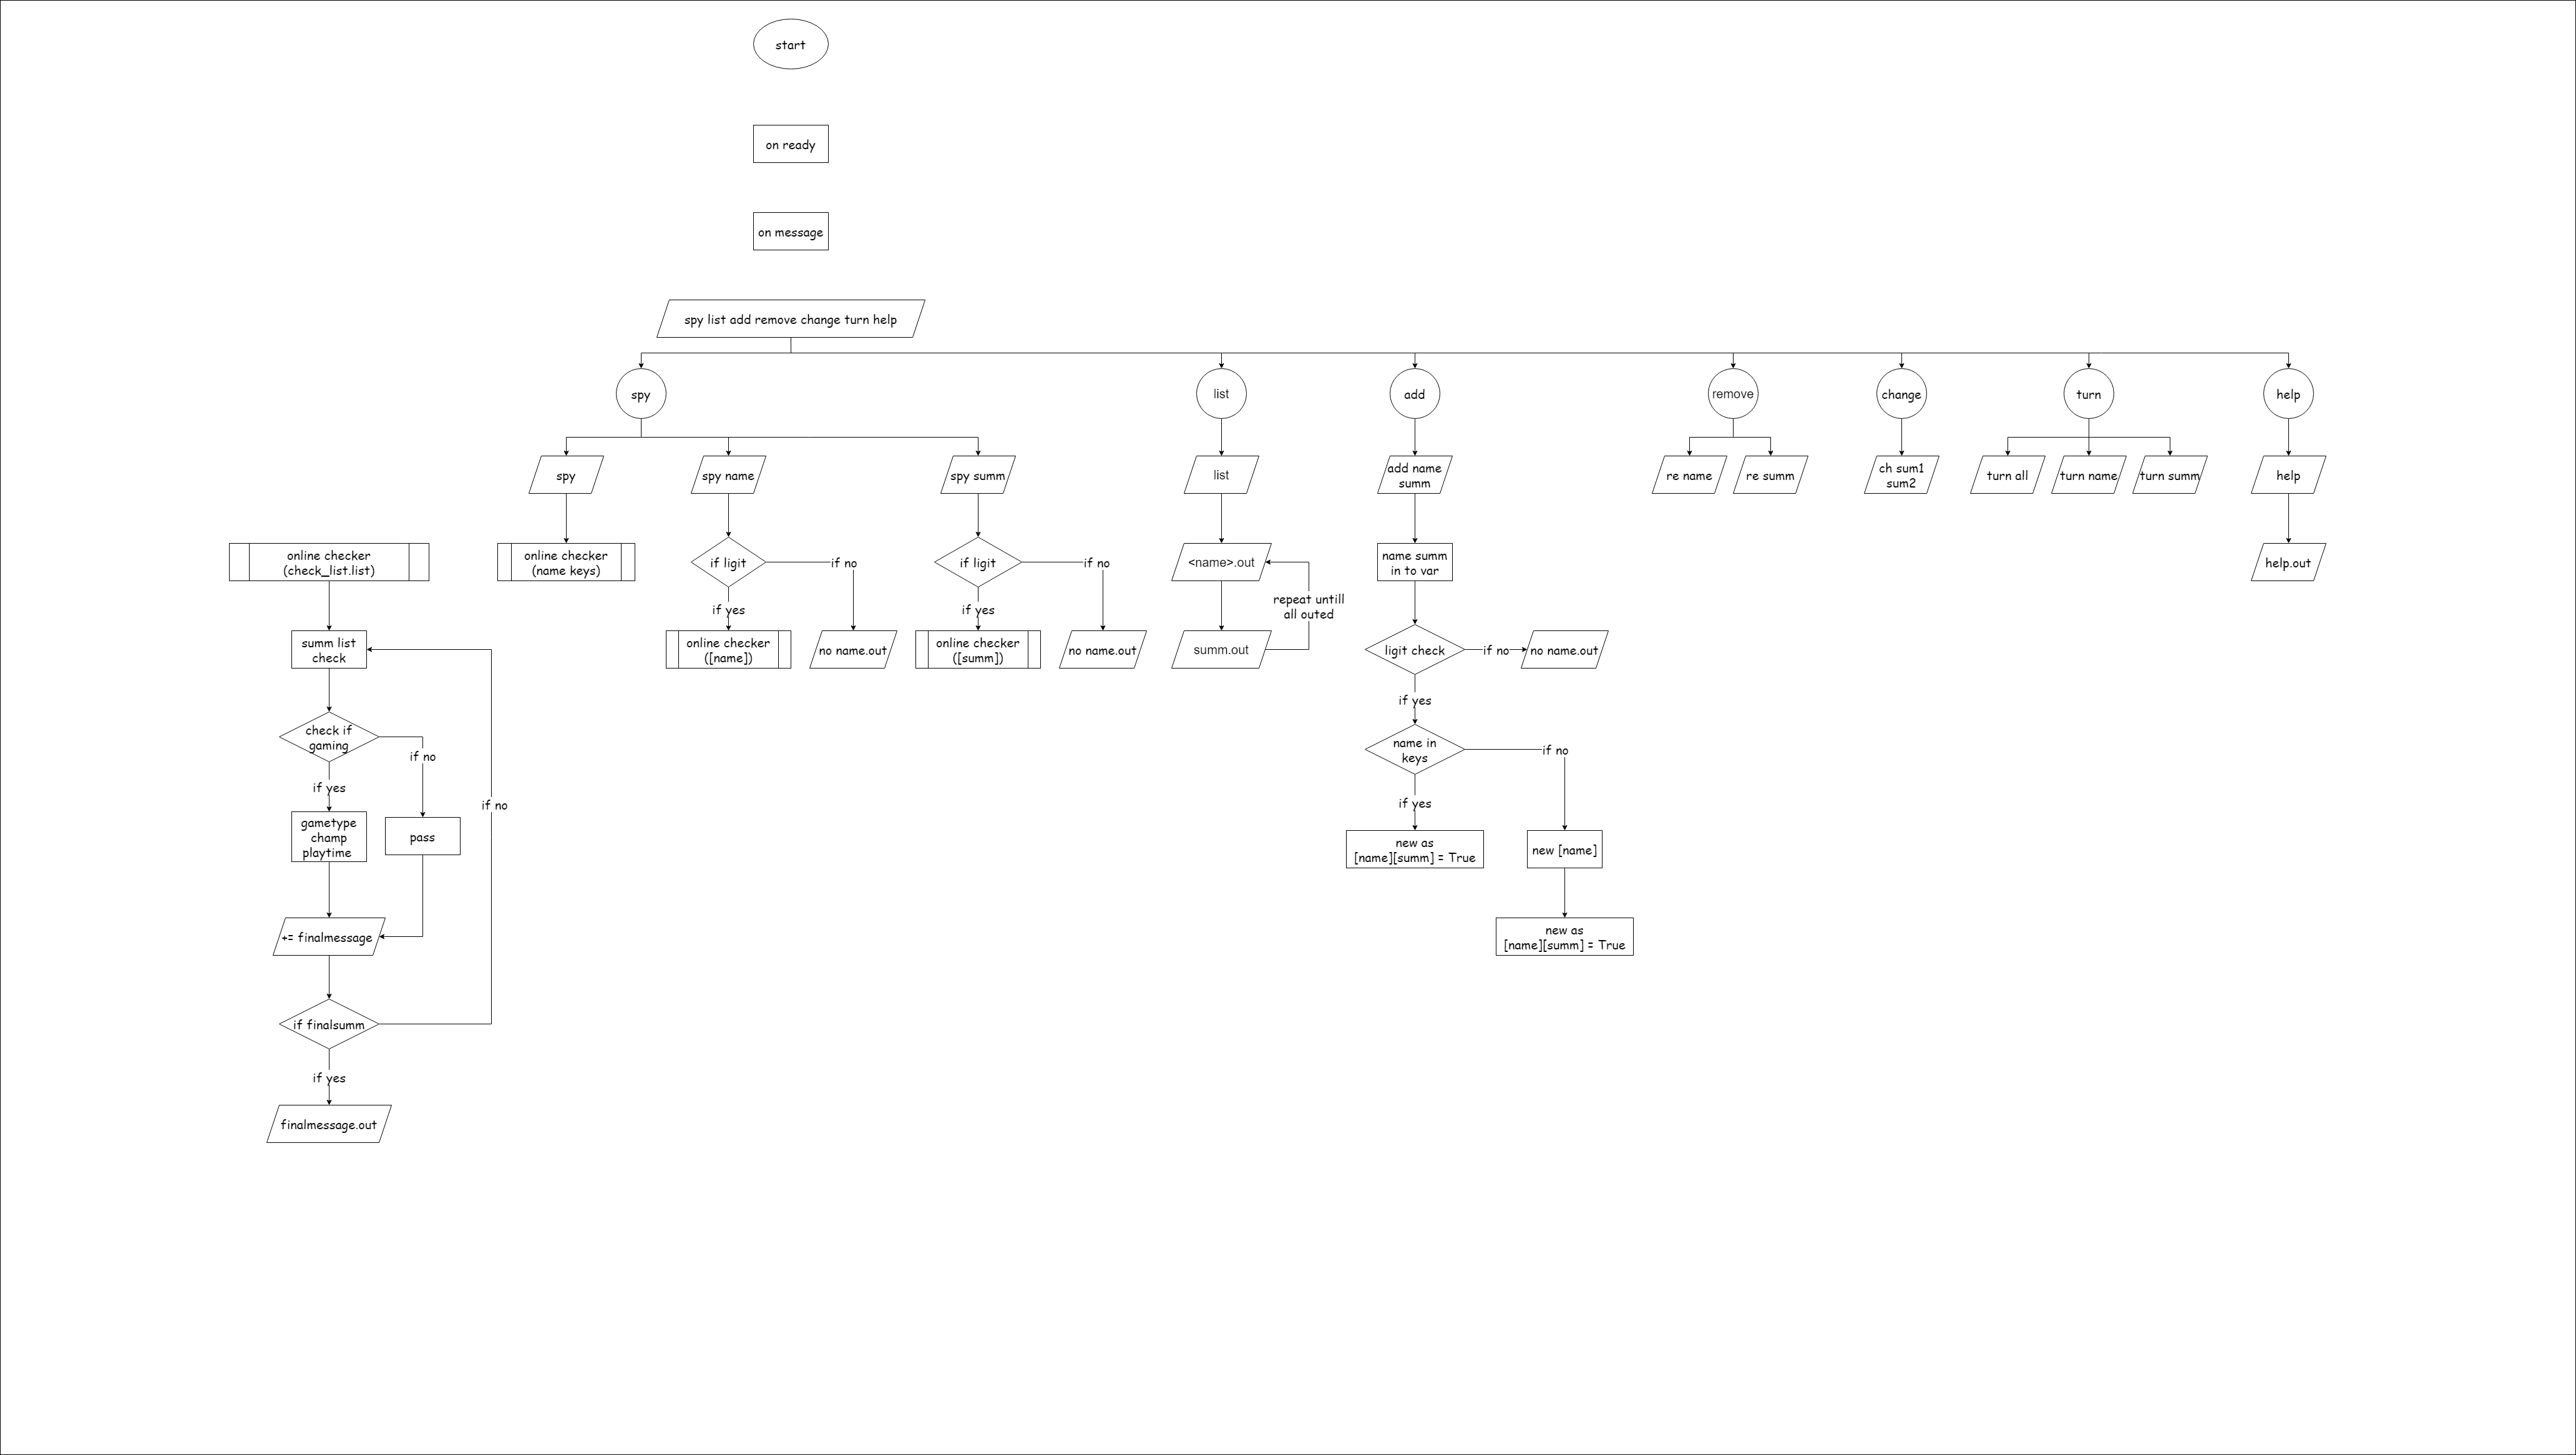 start
on ready
on message
spy list add remove change turn help
spy
list
add
remove
change
turn
help
spy
spy name
spy summ
list
add name
summ
re name
re summ
ch sum1
sum2
turn all
turn name
turn summ
help
online checker
(check_list.list)
online checker
(name keys)
if ligit
if no
if yes
online checker
([name])
no name.out
if ligit
if no
if yes
online checker
([summ])
no name.out
<name>.out
repeat untill
all outed
summ.out
name summ
in to var
ligit check
if no
no name.out
if yes
name in
keys
if no
if yes
new as
[name][summ] = True
new [name]
new as
[name][summ] = True
help.out
summ list
check
check if
gaming
if no
if yes
gametype
champ
playtime
pass
if no
+= finalmessage
if finalsumm
if yes
finalmessage.out